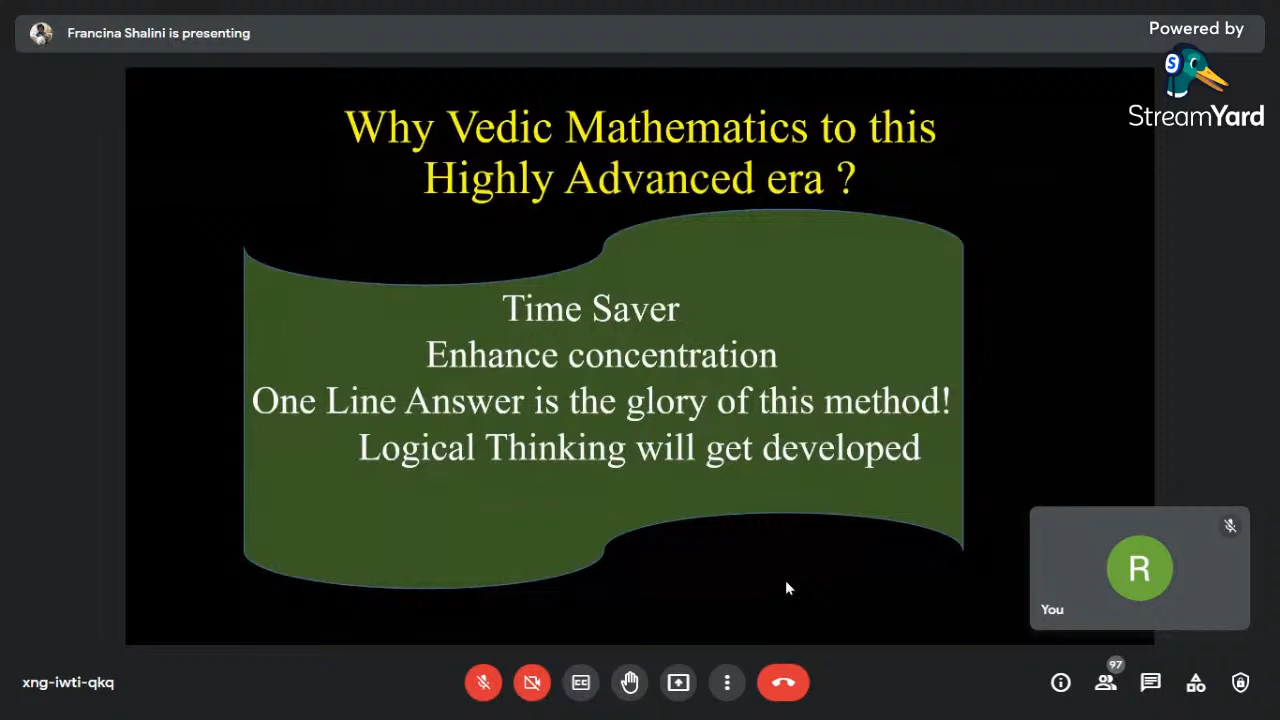 Francina Shalini is presenting
Powered by
S
StreamYard
Why Vedic Mathematics to this
Highly Advanced era ?
Time Saver
Enhance concentration
One Line Answer is the glory of this method!
Logical Thinking will get developed
R
You
xng-iwti-qkq
CC
97